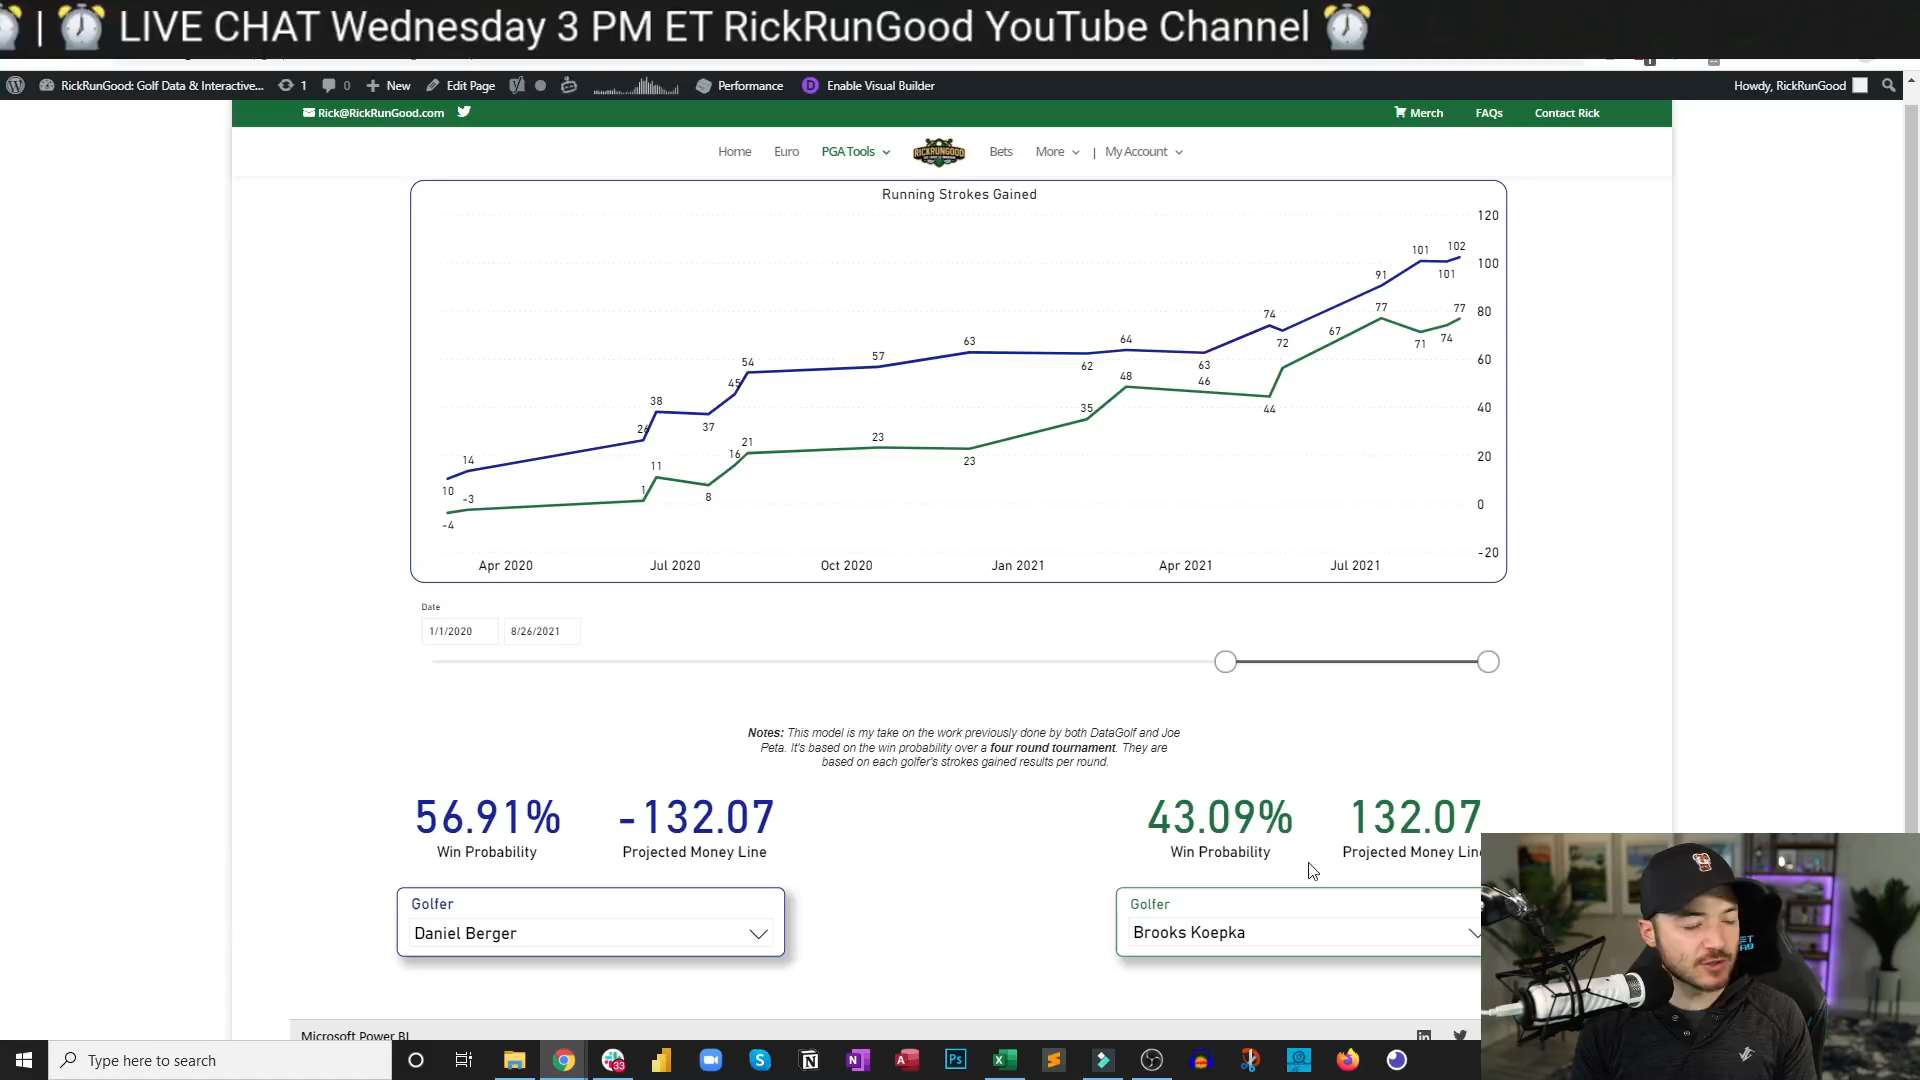 | LIVE CHAT Wednesday 3 PM ET RickRunGood YouTube Channel
RickRunGood: Golf Data & Interactive... 1 0 New Edit Page Performance Enable Visual Builder Howdy, RickRunGood
Rick@RickRunGood.com Merch FAQs Contact Rick
Home Euro PGA Tools RICKRUNGOOD Bets More | My Account
Running Strokes Gained
120
100
80
60
40
20
0
-20
10 14 26 38 37 45 54 57 63 62 64 63 74 72 91 101 101 102
-4 -3 1 11 8 16 21 23 23 35 48 46 44 67 77 71 74 77
Apr 2020 Jul 2020 Oct 2020 Jan 2021 Apr 2021 Jul 2021
Date
1/1/2020 8/26/2021
Notes: This model is my take on the work previously done by both DataGolf and Joe
Peta. It's based on the win probability over a four round tournament. They are
based on each golfer's strokes gained results per round.
56.91% -132.07 43.09% 132.07
Win Probability Projected Money Line Win Probability Projected Money Lin
Golfer Golfer
Daniel Berger Brooks Koepka
Microsoft Power BI
Type here to search
33